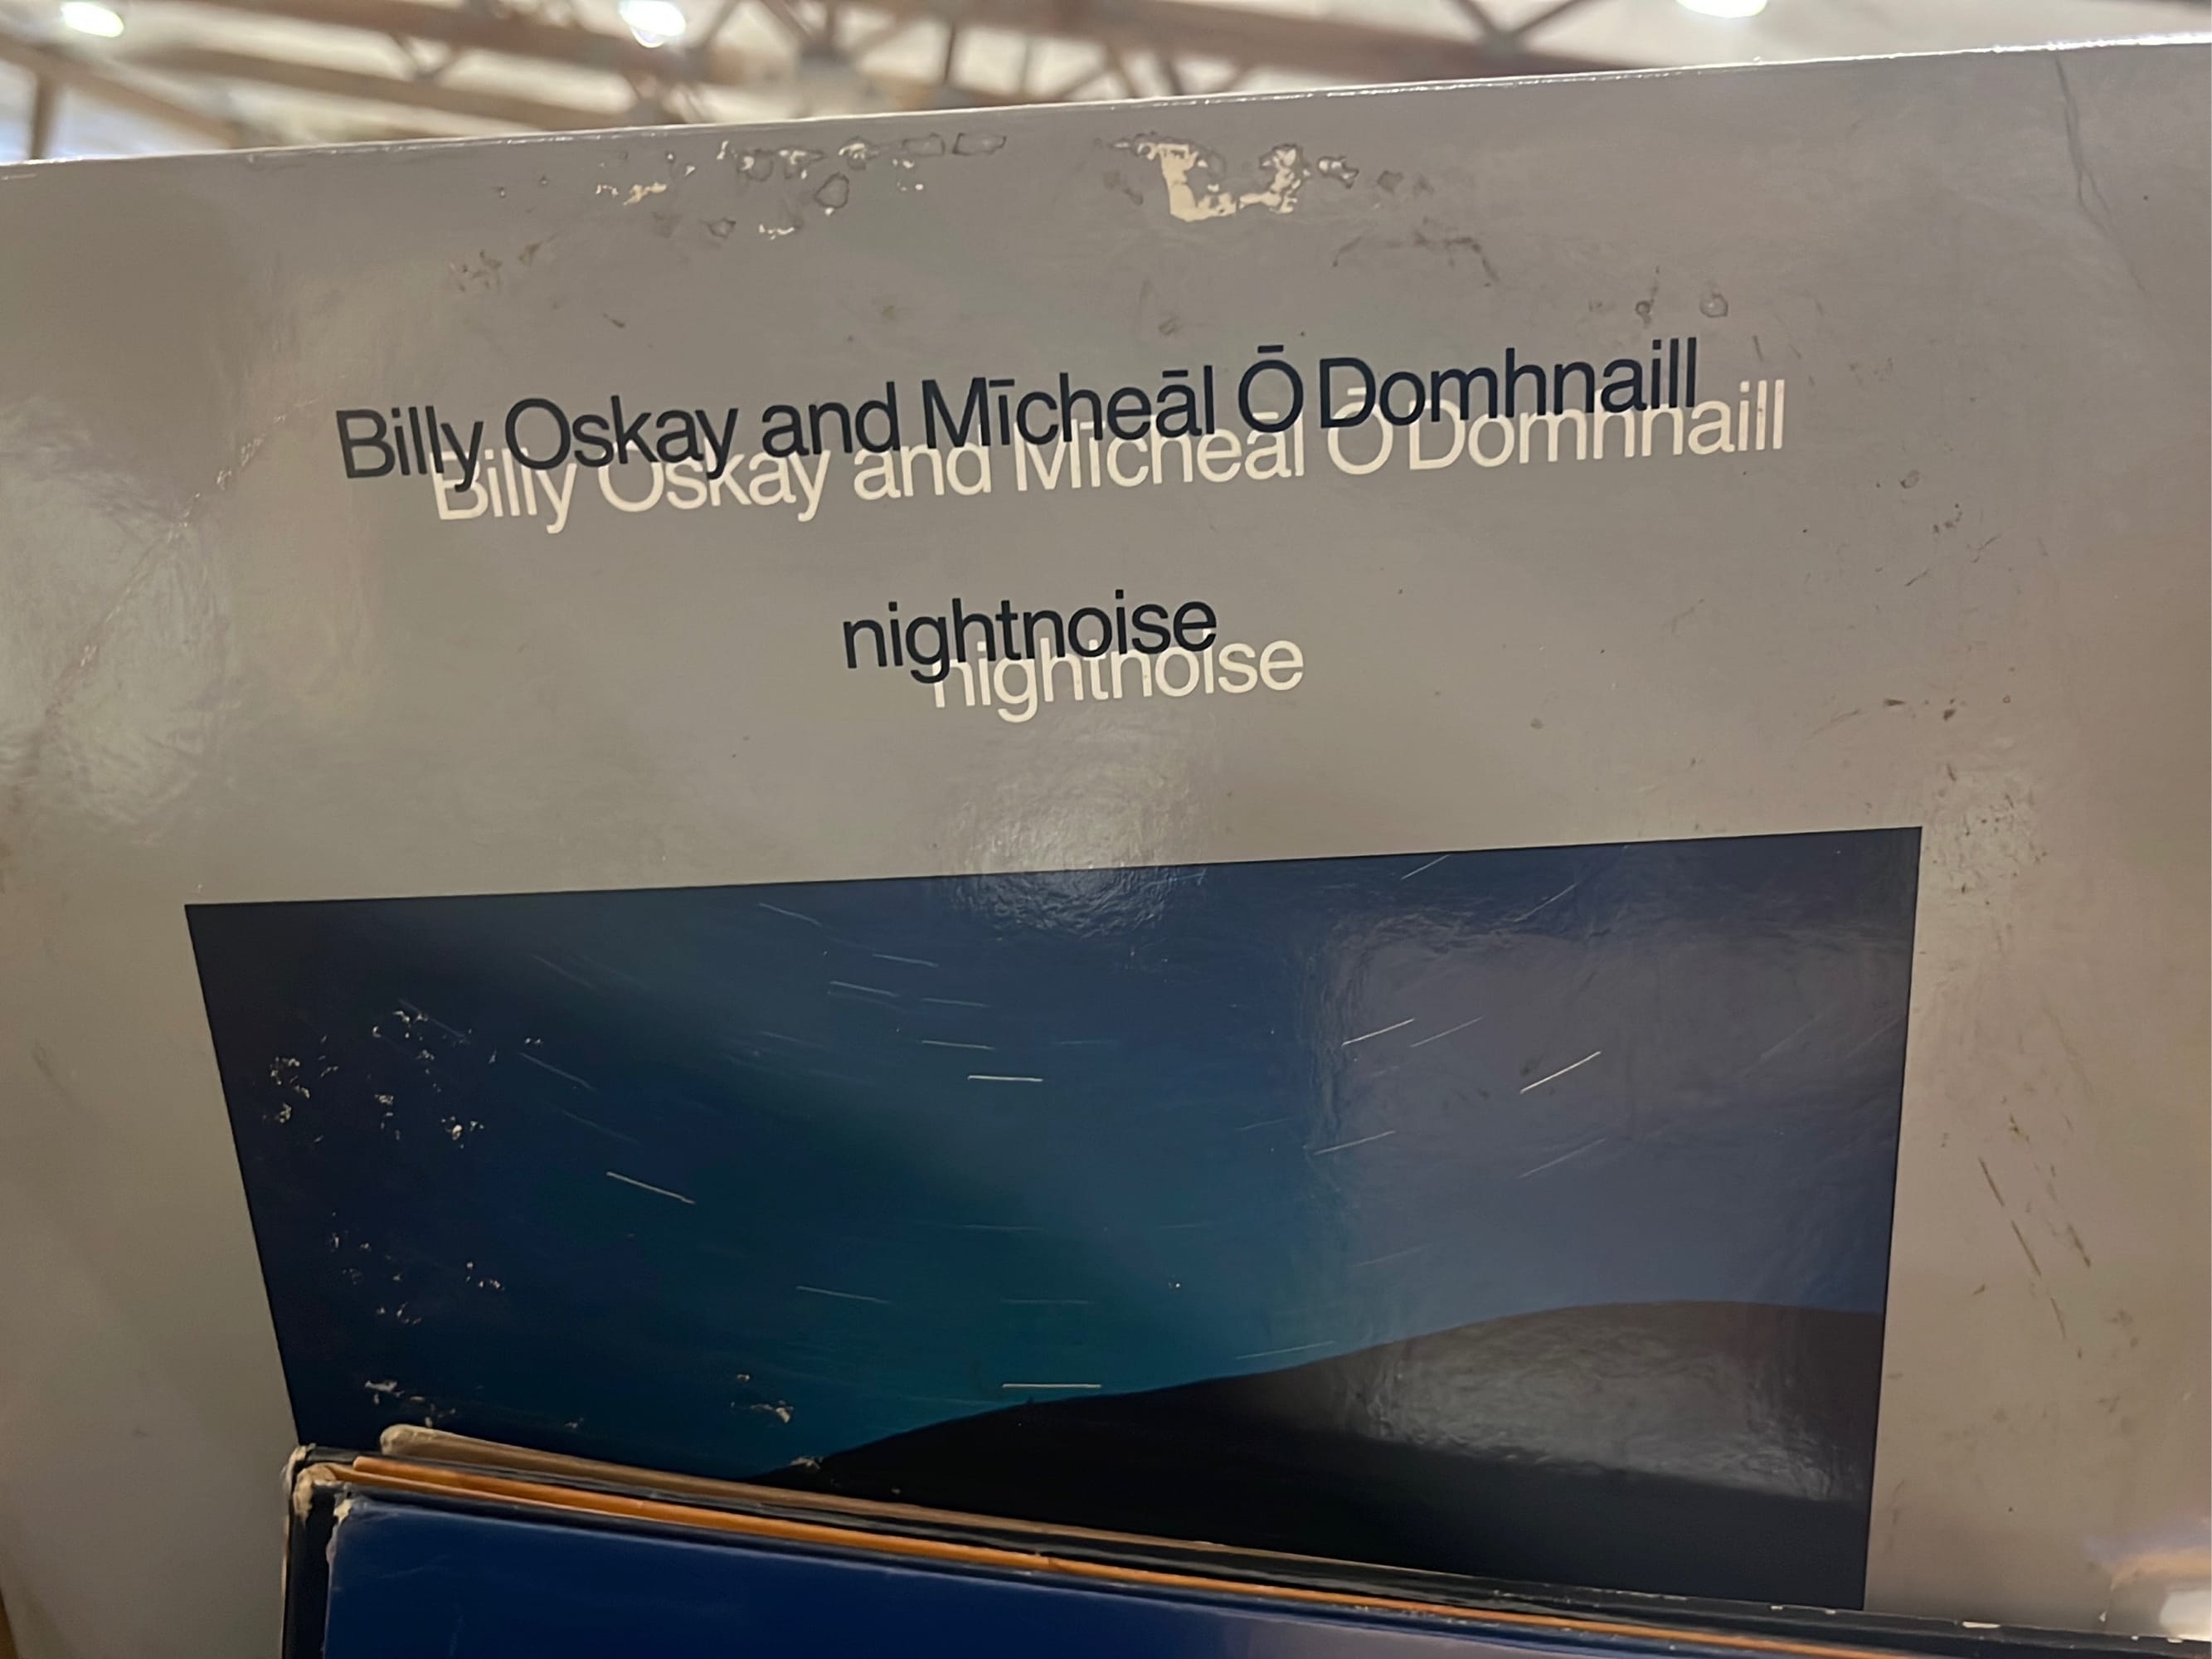 Billy Oskay and Mīcheāl Ō Domhnaill
Billy Oskay and Mīcheāl Ō Domhnaill
nightnoise
nightnoise